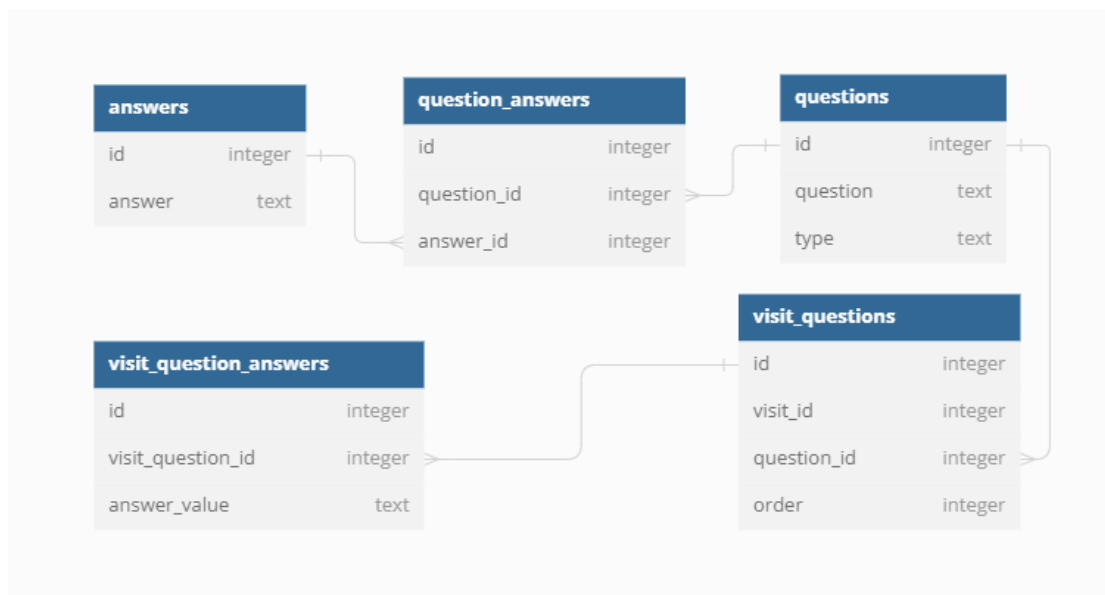 answers
id integer
answer text
question_answers
id integer
question_id integer
answer_id integer
questions
id integer
question text
type text
visit_question_answers
id integer
visit_question_id integer
answer_value text
visit_questions
id integer
visit_id integer
question_id integer
order integer